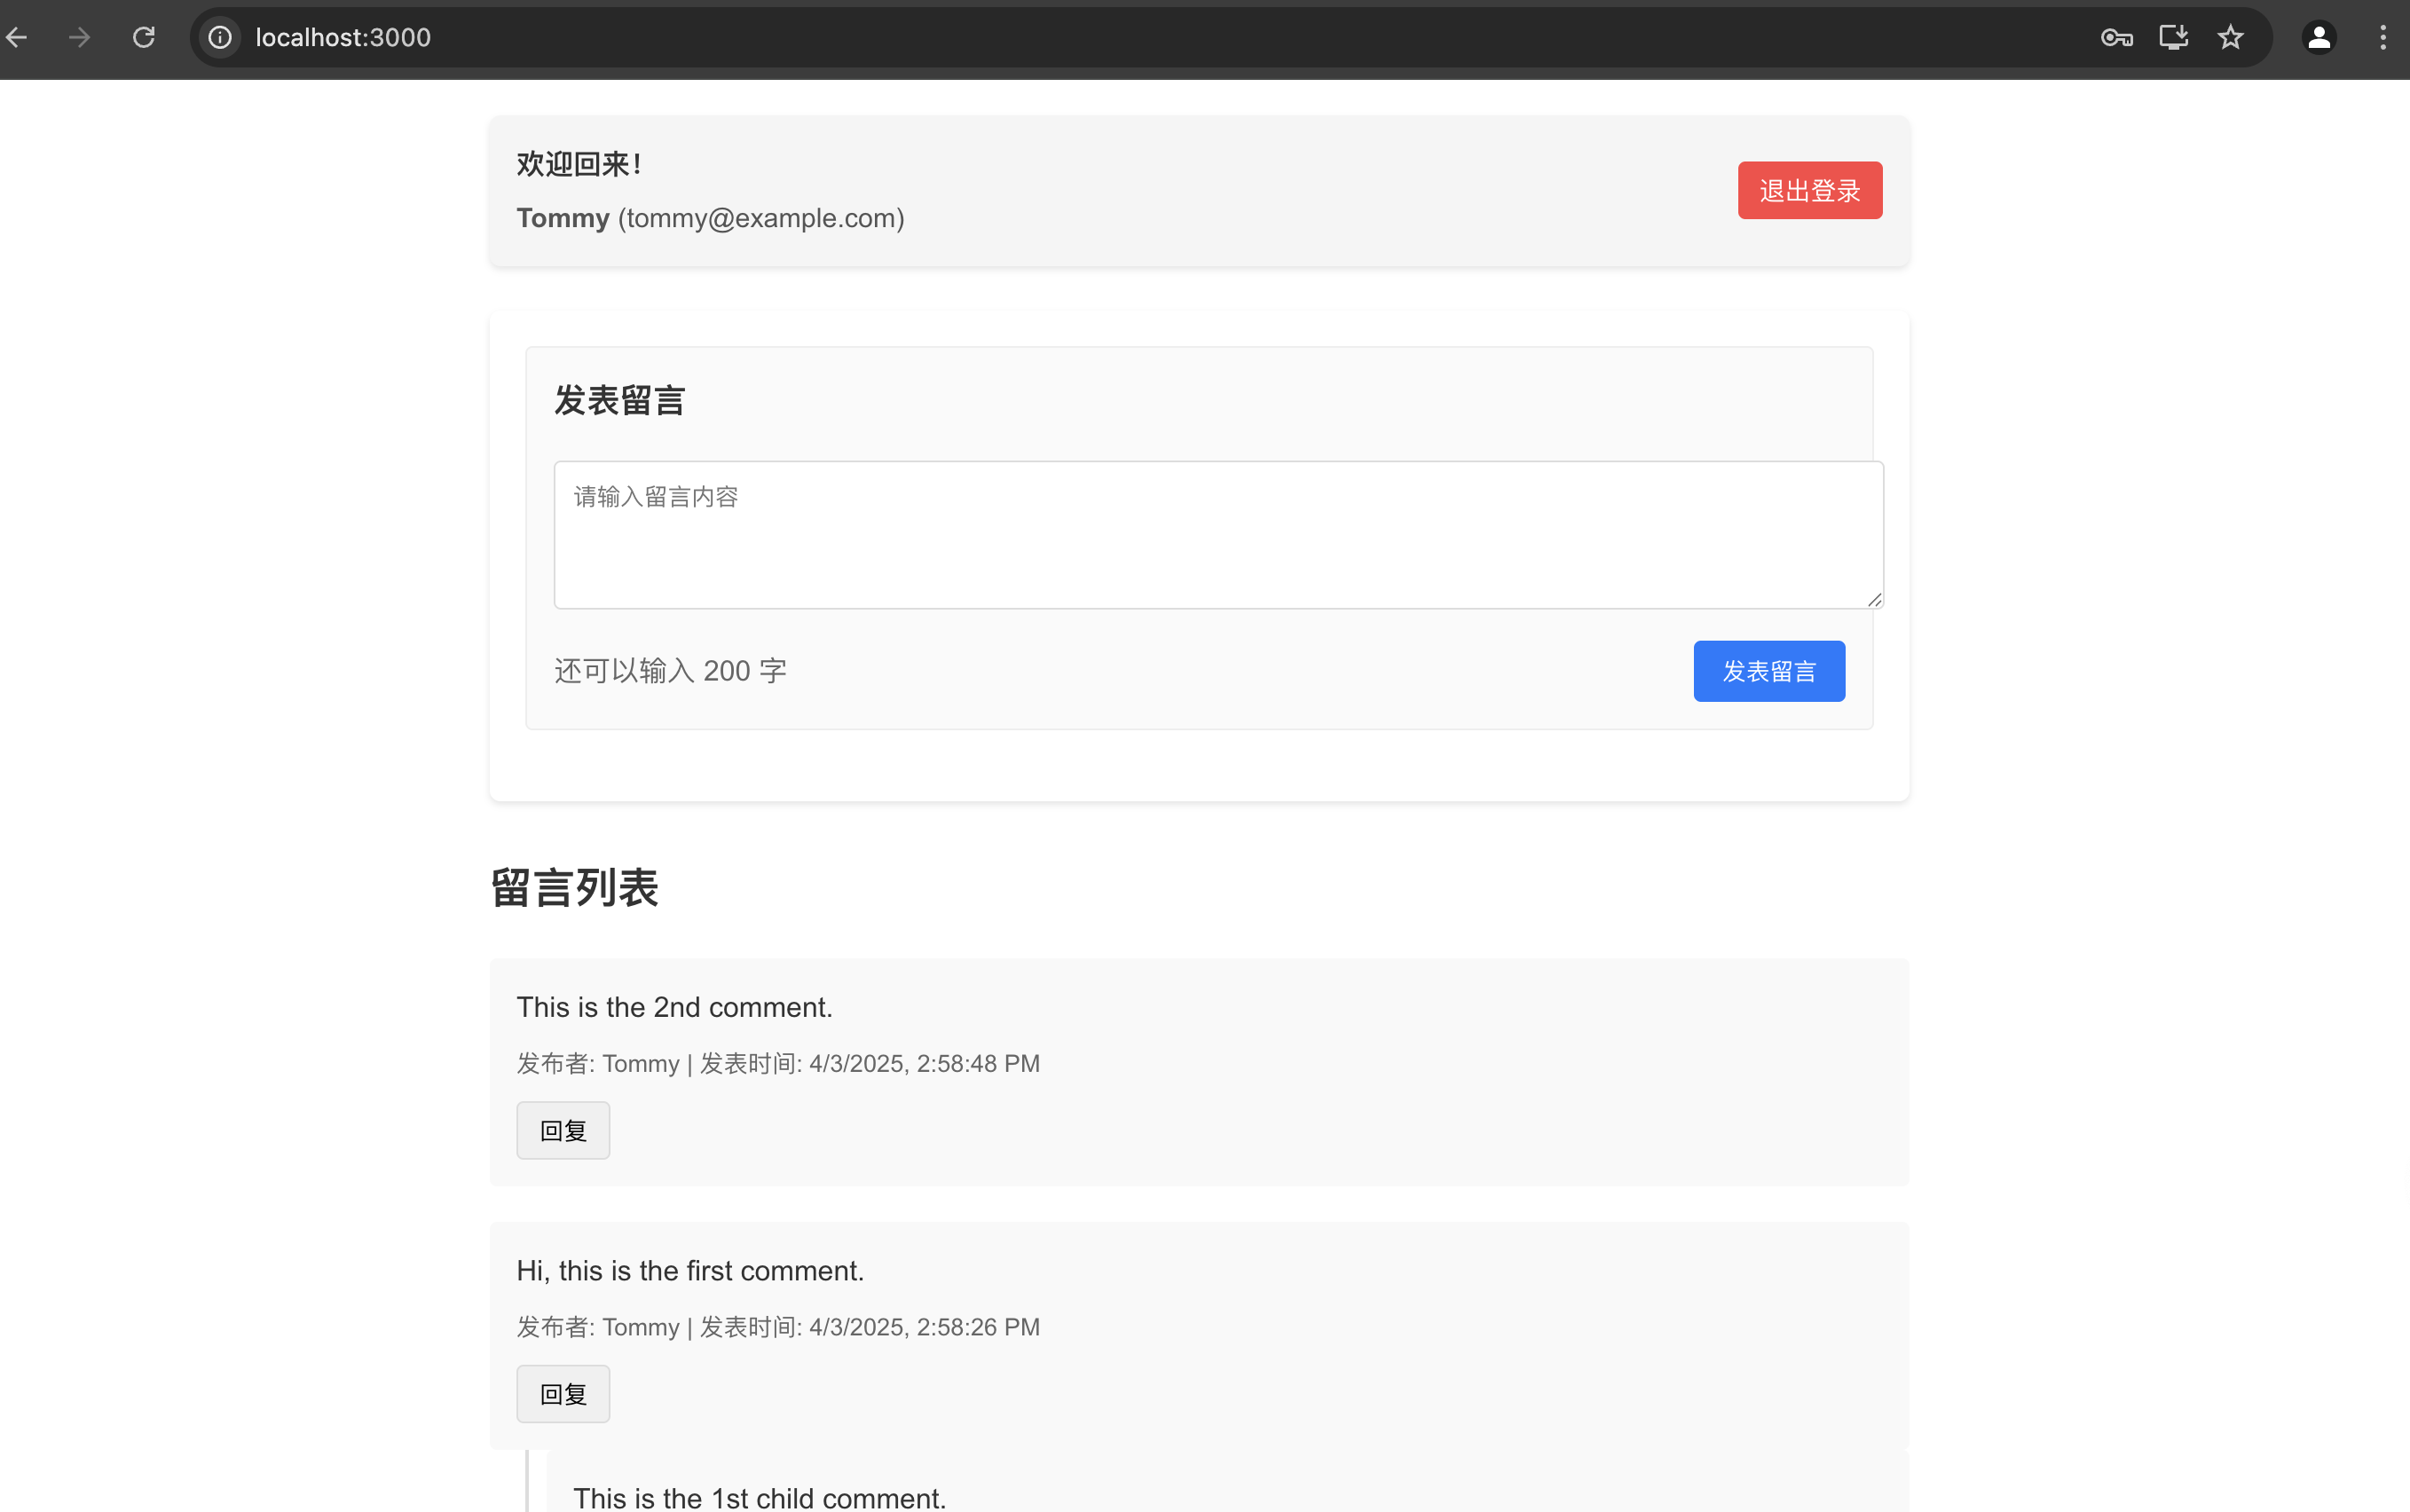 localhost:3000
欢迎回来！
退出登录
Tommy (tommy@example.com)
发表留言
请输入留言内容
还可以输入 200 字
发表留言
留言列表
This is the 2nd comment.
发布者: Tommy | 发表时间: 4/3/2025, 2:58:48 PM
回复
Hi, this is the first comment.
发布者: Tommy | 发表时间: 4/3/2025, 2:58:26 PM
回复
This is the 1st child comment.